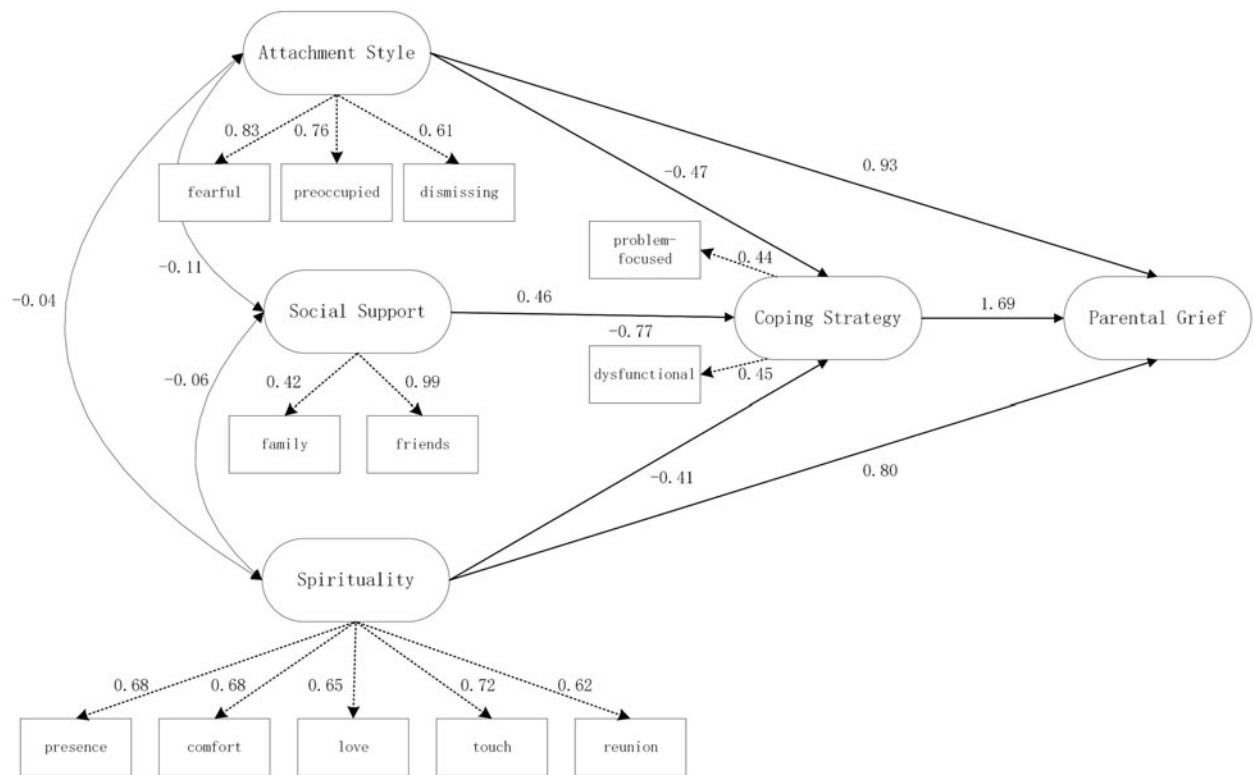 Attachment Style
0.83
0.76
0.61
fearful
preoccupied
dismissing
-0.47
0.93
problem-
focused
0.44
-0.11
-0.04
Social Support
0.46
-0.77
Coping Strategy
1.69
Parental Grief
dysfunctional
0.45
-0.06
0.42
0.99
family
friends
-0.41
0.80
Spirituality
0.68
0.68
0.65
0.72
0.62
presence
comfort
love
touch
reunion